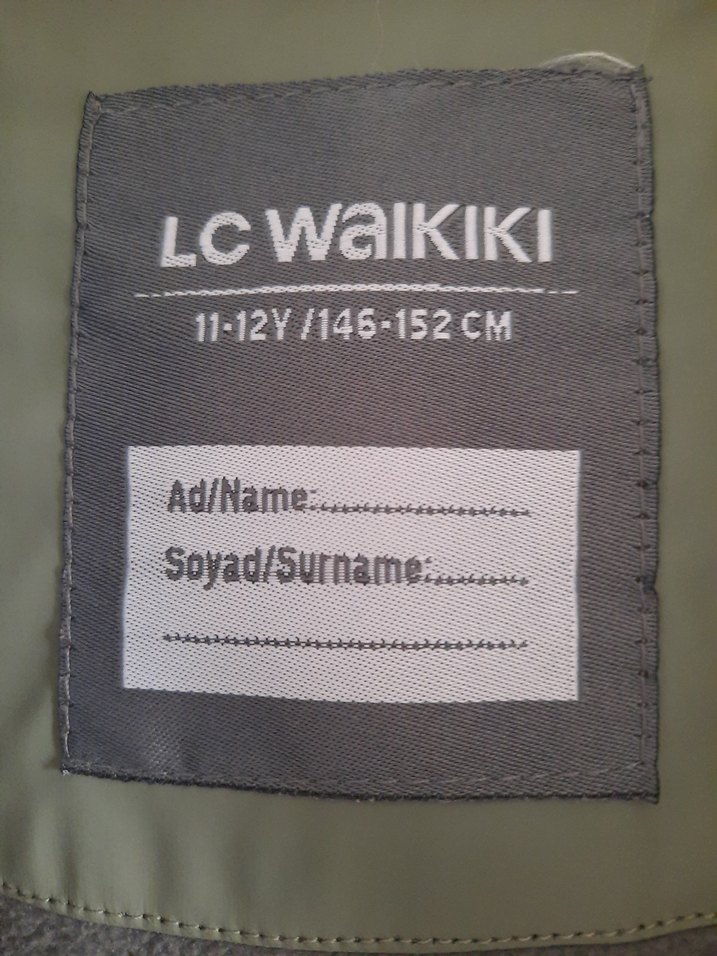 LC WaIKIKI
11-12Y /146-152 CM
Ad/Name:....................
Soyad/Surname:..........
........................................